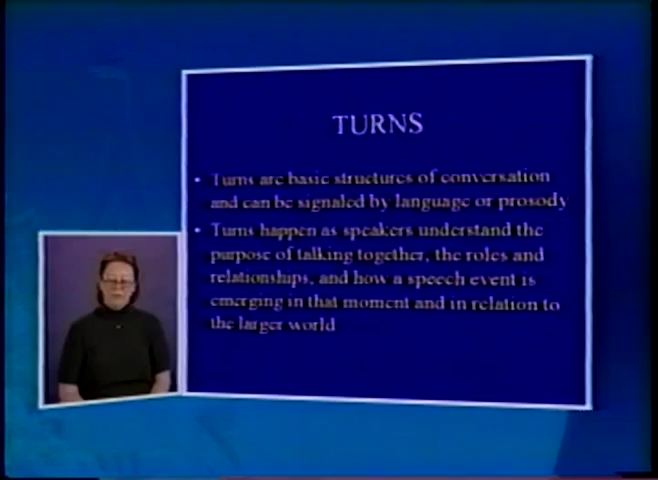 TURNS
• Turns are basic structures of conversation
and can be signaled by language or prosody
• Turns happen as speakers understand the
purpose of talking together, the roles and
relationships, and how a speech event is
emerging in that moment and in relation to
the larger world